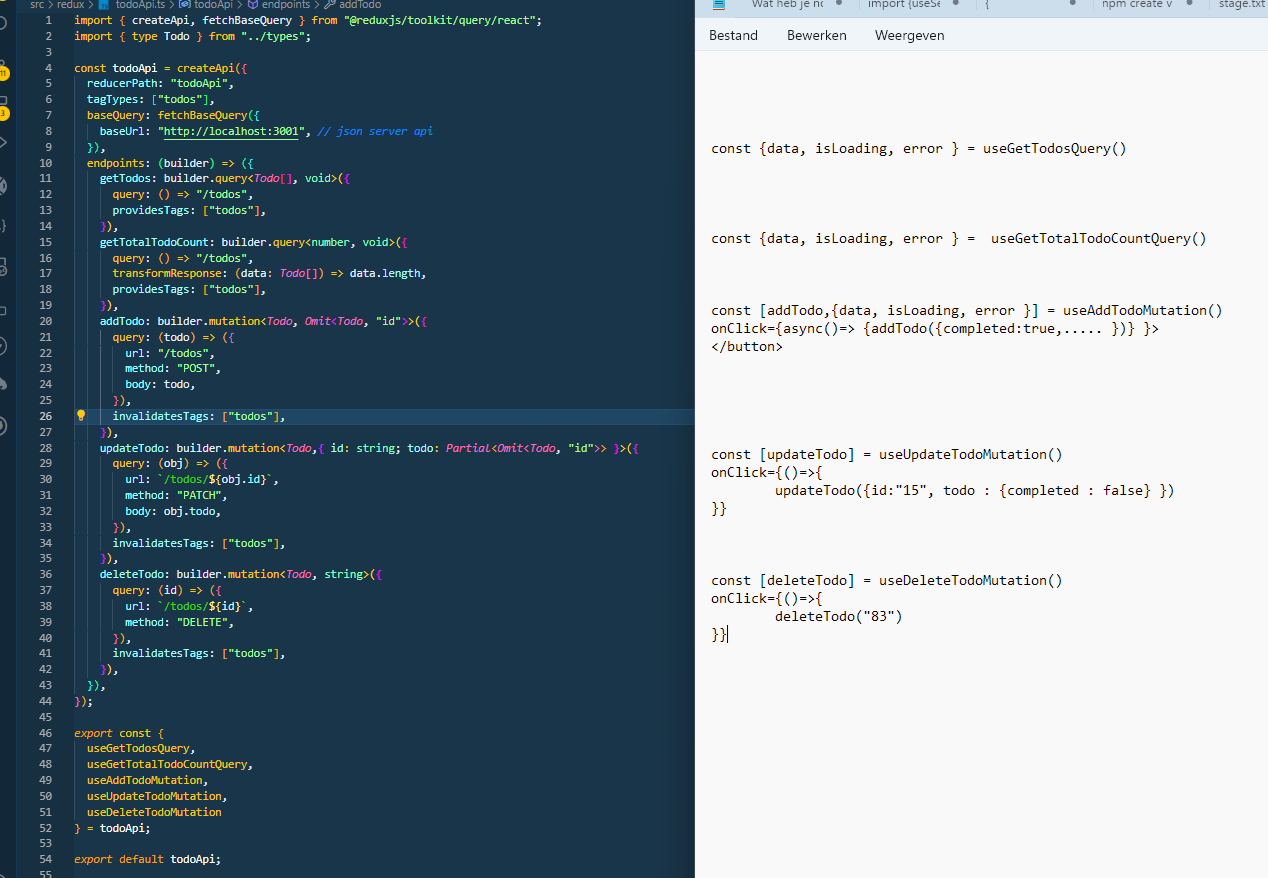 src > redux > todoApi.ts > todoApi > endpoints > addTodo
1 import { createApi, fetchBaseQuery } from "@reduxjs/toolkit/query/react";
2 import { type Todo } from "../types";
3
4 const todoApi = createApi({
5 reducerPath: "todoApi",
6 tagTypes: ["todos"],
7 baseQuery: fetchBaseQuery({
8 baseUrl: "http://localhost:3001", // json server api
9 }),
10 endpoints: (builder) => ({
11 getTodos: builder.query<Todo[], void>({
12 query: () => "/todos",
13 providesTags: ["todos"],
14 }),
15 getTotalTodoCount: builder.query<number, void>({
16 query: () => "/todos",
17 transformResponse: (data: Todo[]) => data.length,
18 providesTags: ["todos"],
19 }),
20 addTodo: builder.mutation<Todo, Omit<Todo, "id">>({
21 query: (todo) => ({
22 url: "/todos",
23 method: "POST",
24 body: todo,
25 }),
26 invalidatesTags: ["todos"],
27 }),
28 updateTodo: builder.mutation<Todo,{ id: string; todo: Partial<Omit<Todo, "id">> }>({
29 query: (obj) => ({
30 url: `/todos/${obj.id}`,
31 method: "PATCH",
32 body: obj.todo,
33 }),
34 invalidatesTags: ["todos"],
35 }),
36 deleteTodo: builder.mutation<Todo, string>({
37 query: (id) => ({
38 url: `/todos/${id}`,
39 method: "DELETE",
40 }),
41 invalidatesTags: ["todos"],
42 }),
43 }),
44 });
45
46 export const {
47 useGetTodosQuery,
48 useGetTotalTodoCountQuery,
49 useAddTodoMutation,
50 useUpdateTodoMutation,
51 useDeleteTodoMutation
52 } = todoApi;
53
54 export default todoApi;
55
11
3
Wat heb je
import {useSe
{
npm create v
stage.txt
Bestand Bewerken Weergeven
const {data, isLoading, error } = useGetTodosQuery()
const {data, isLoading, error } =  useGetTotalTodoCountQuery()
const [addTodo,{data, isLoading, error }] = useAddTodoMutation()
onClick={async()=> {addTodo({completed:true,..... })} }>
</button>
const [updateTodo] = useUpdateTodoMutation()
onClick={()=>{
updateTodo({id:"15", todo : {completed : false} })
}}
const [deleteTodo] = useDeleteTodoMutation()
onClick={()=>{
deleteTodo("83")
}}